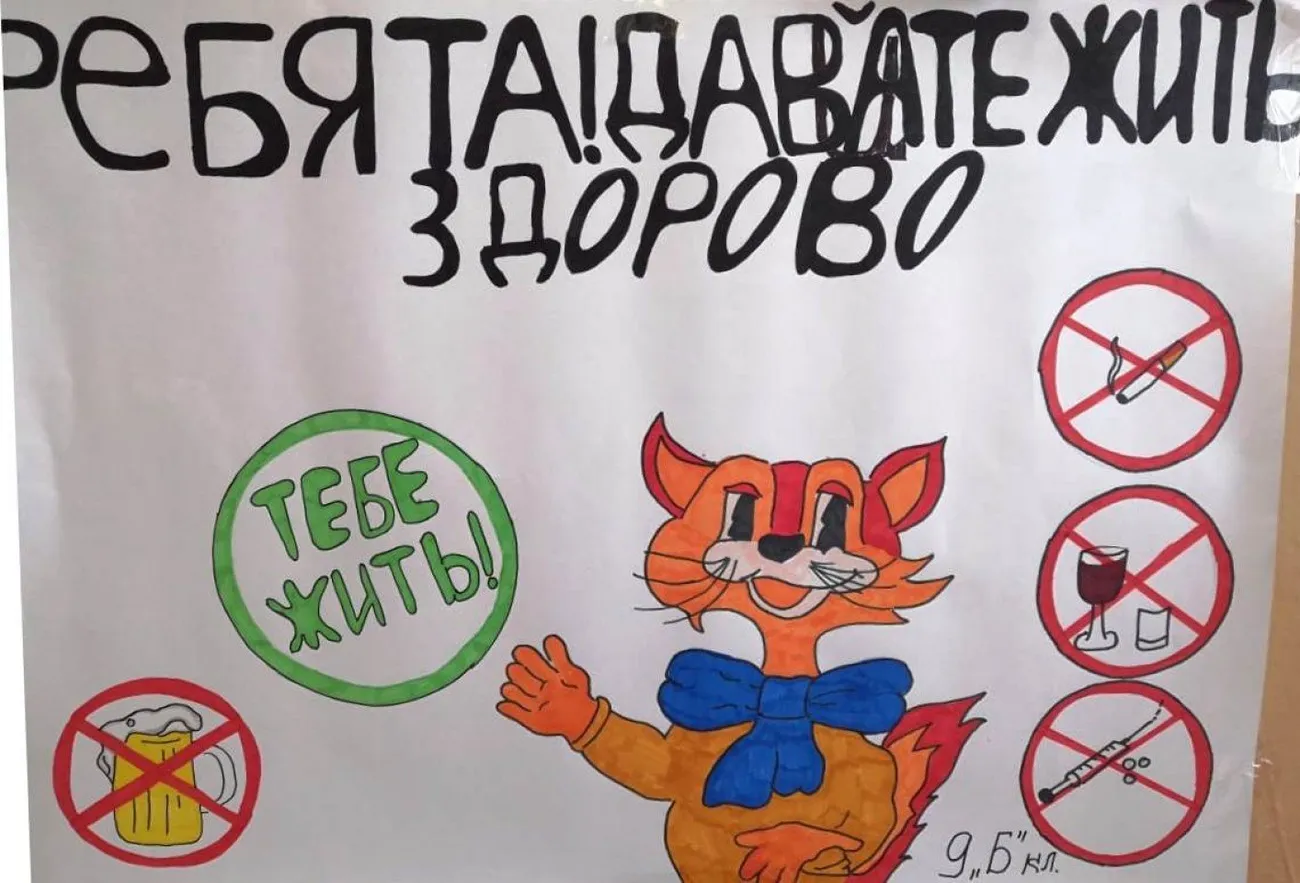 РЕБЯТА! ДАВАЙТЕ ЖИТЬ
ЗДОРОВО
ТЕБЕ
ЖИТЬ!
9 „Б" кл.